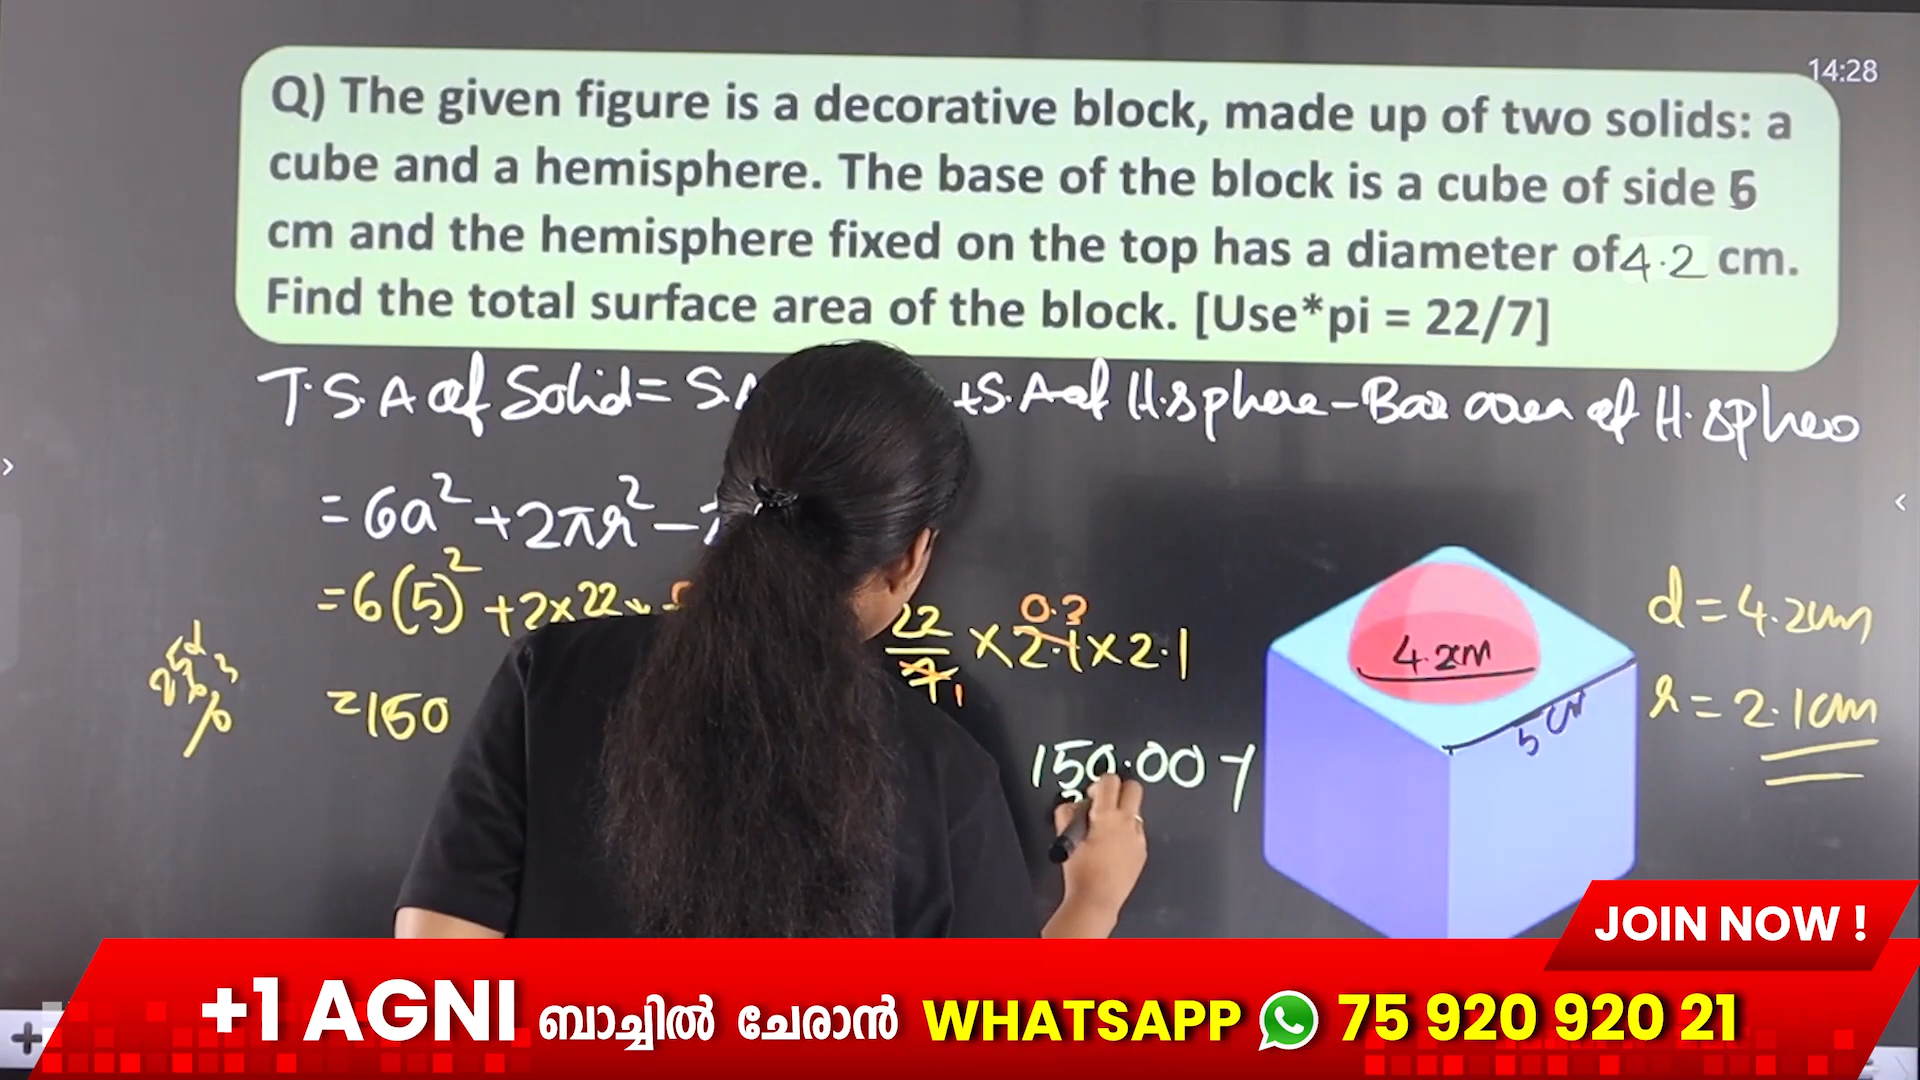 14:28
Q) The given figure is a decorative block, made up of two solids: a
cube and a hemisphere. The base of the block is a cube of side 5
cm and the hemisphere fixed on the top has a diameter of 4.2 cm.
Find the total surface area of the block. [Use*pi = 22/7]
T.S.A of Solid = S.A +S.A of H.sphere - Base area of H.sphere
= 6a² + 2πr² -
= 6(5)² + 2×22× 22/7 × 2.1 × 2.1
0.3
1
=150
150.00 +
4.2cm
5cm
d = 4.2cm
r = 2.1cm
JOIN NOW !
+1 AGNI ബാച്ചിൽ ചേരാൻ WHATSAPP 75 920 920 21